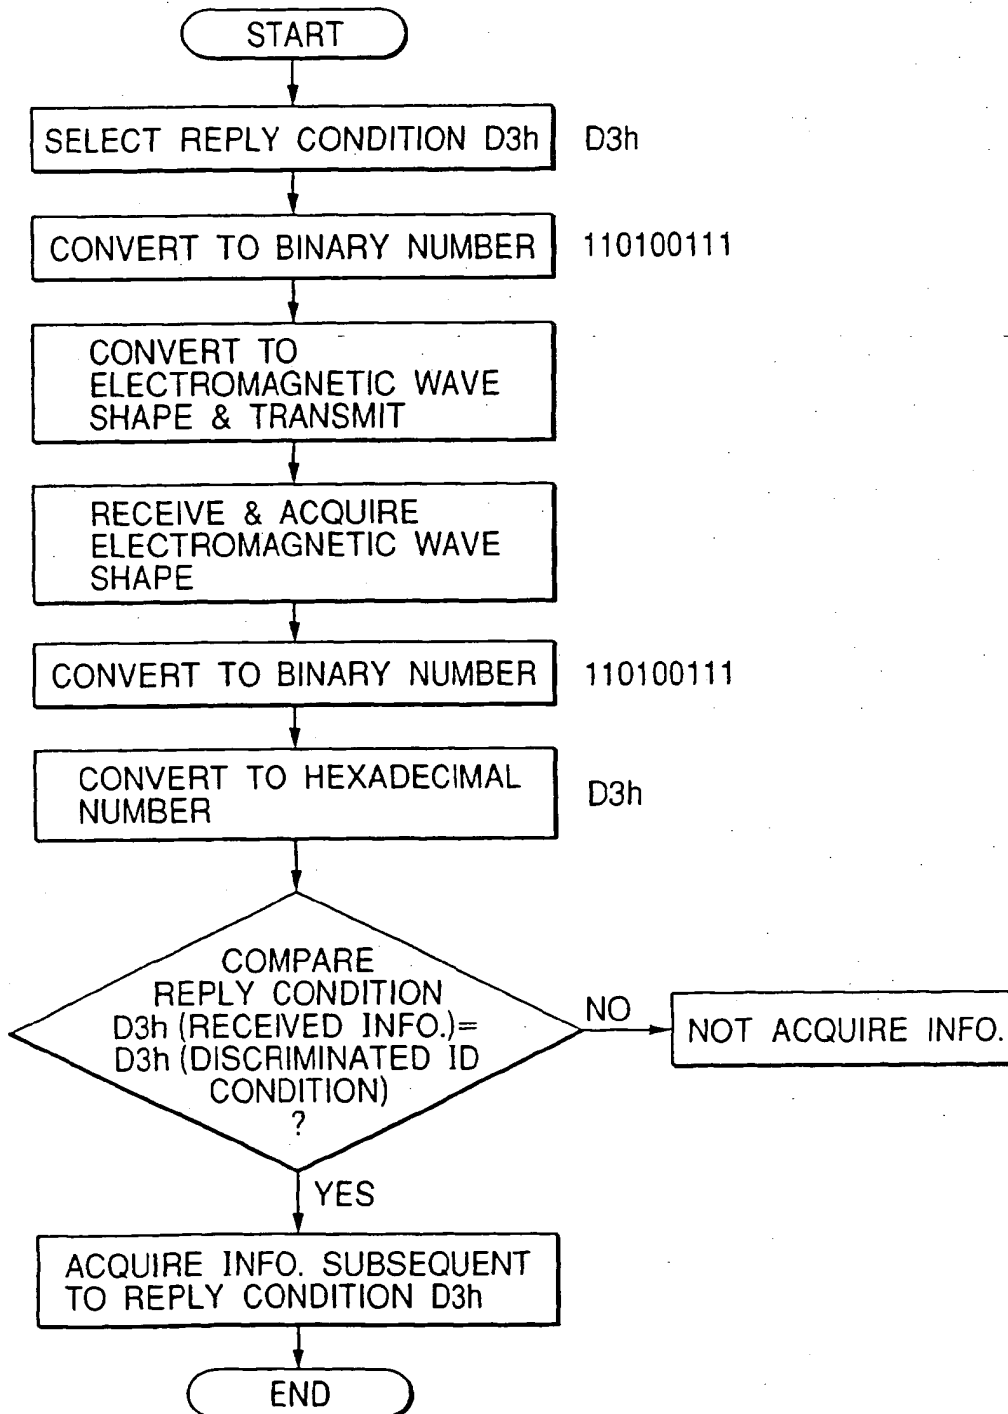 START
SELECT REPLY CONDITION D3h
D3h
CONVERT TO BINARY NUMBER
110100111
CONVERT TO
ELECTROMAGNETIC WAVE
SHAPE & TRANSMIT
RECEIVE & ACQUIRE
ELECTROMAGNETIC WAVE
SHAPE
CONVERT TO BINARY NUMBER
110100111
CONVERT TO HEXADECIMAL
NUMBER
D3h
COMPARE
REPLY CONDITION
D3h (RECEIVED INFO.)=
D3h (DISCRIMINATED ID
CONDITION)
?
NO
NOT ACQUIRE INFO.
YES
ACQUIRE INFO. SUBSEQUENT
TO REPLY CONDITION D3h
END